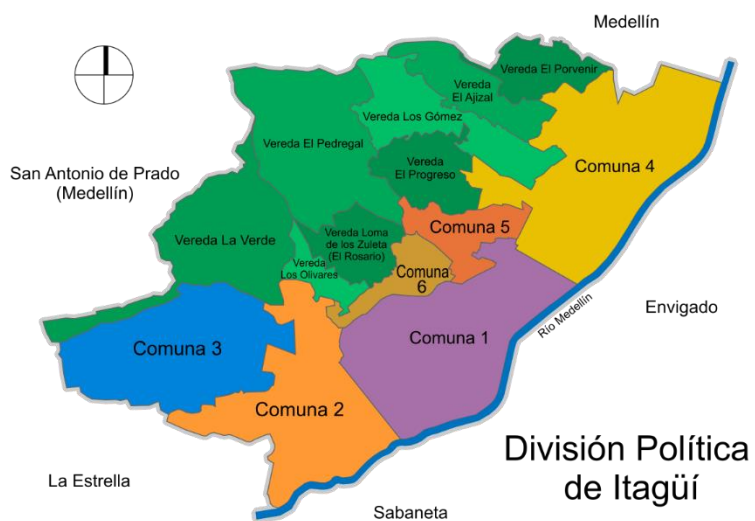 Medellín
Vereda El Porvenir
Vereda
El Ajizal
Vereda Los Gómez
Vereda El Pedregal
Comuna 4
Vereda
El Progreso
San Antonio de Prado
(Medellín)
Comuna 5
Vereda La Verde
Vereda Loma
de los Zuleta
(El Rosario)
Vereda
Los Olivares
Comuna
6
Envigado
Río Medellín
Comuna 1
Comuna 3
Comuna 2
División Política
de Itagüí
La Estrella
Sabaneta